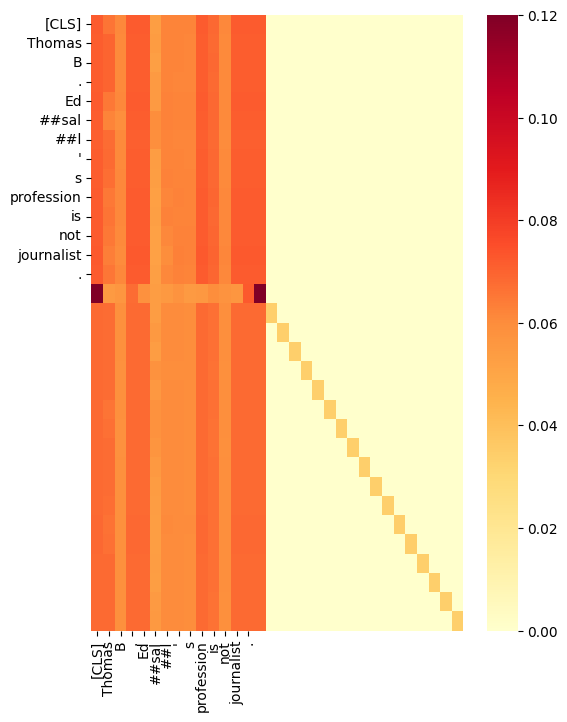 [CLS]
Thomas
B
.
Ed
##sal
##l
'
s
profession
is
not
journalist
.
0.12
0.10
0.08
0.06
0.04
0.02
0.00
[CLS]
Thomas
B
.
Ed
##sal
##l
'
s
profession
is
not
journalist
.